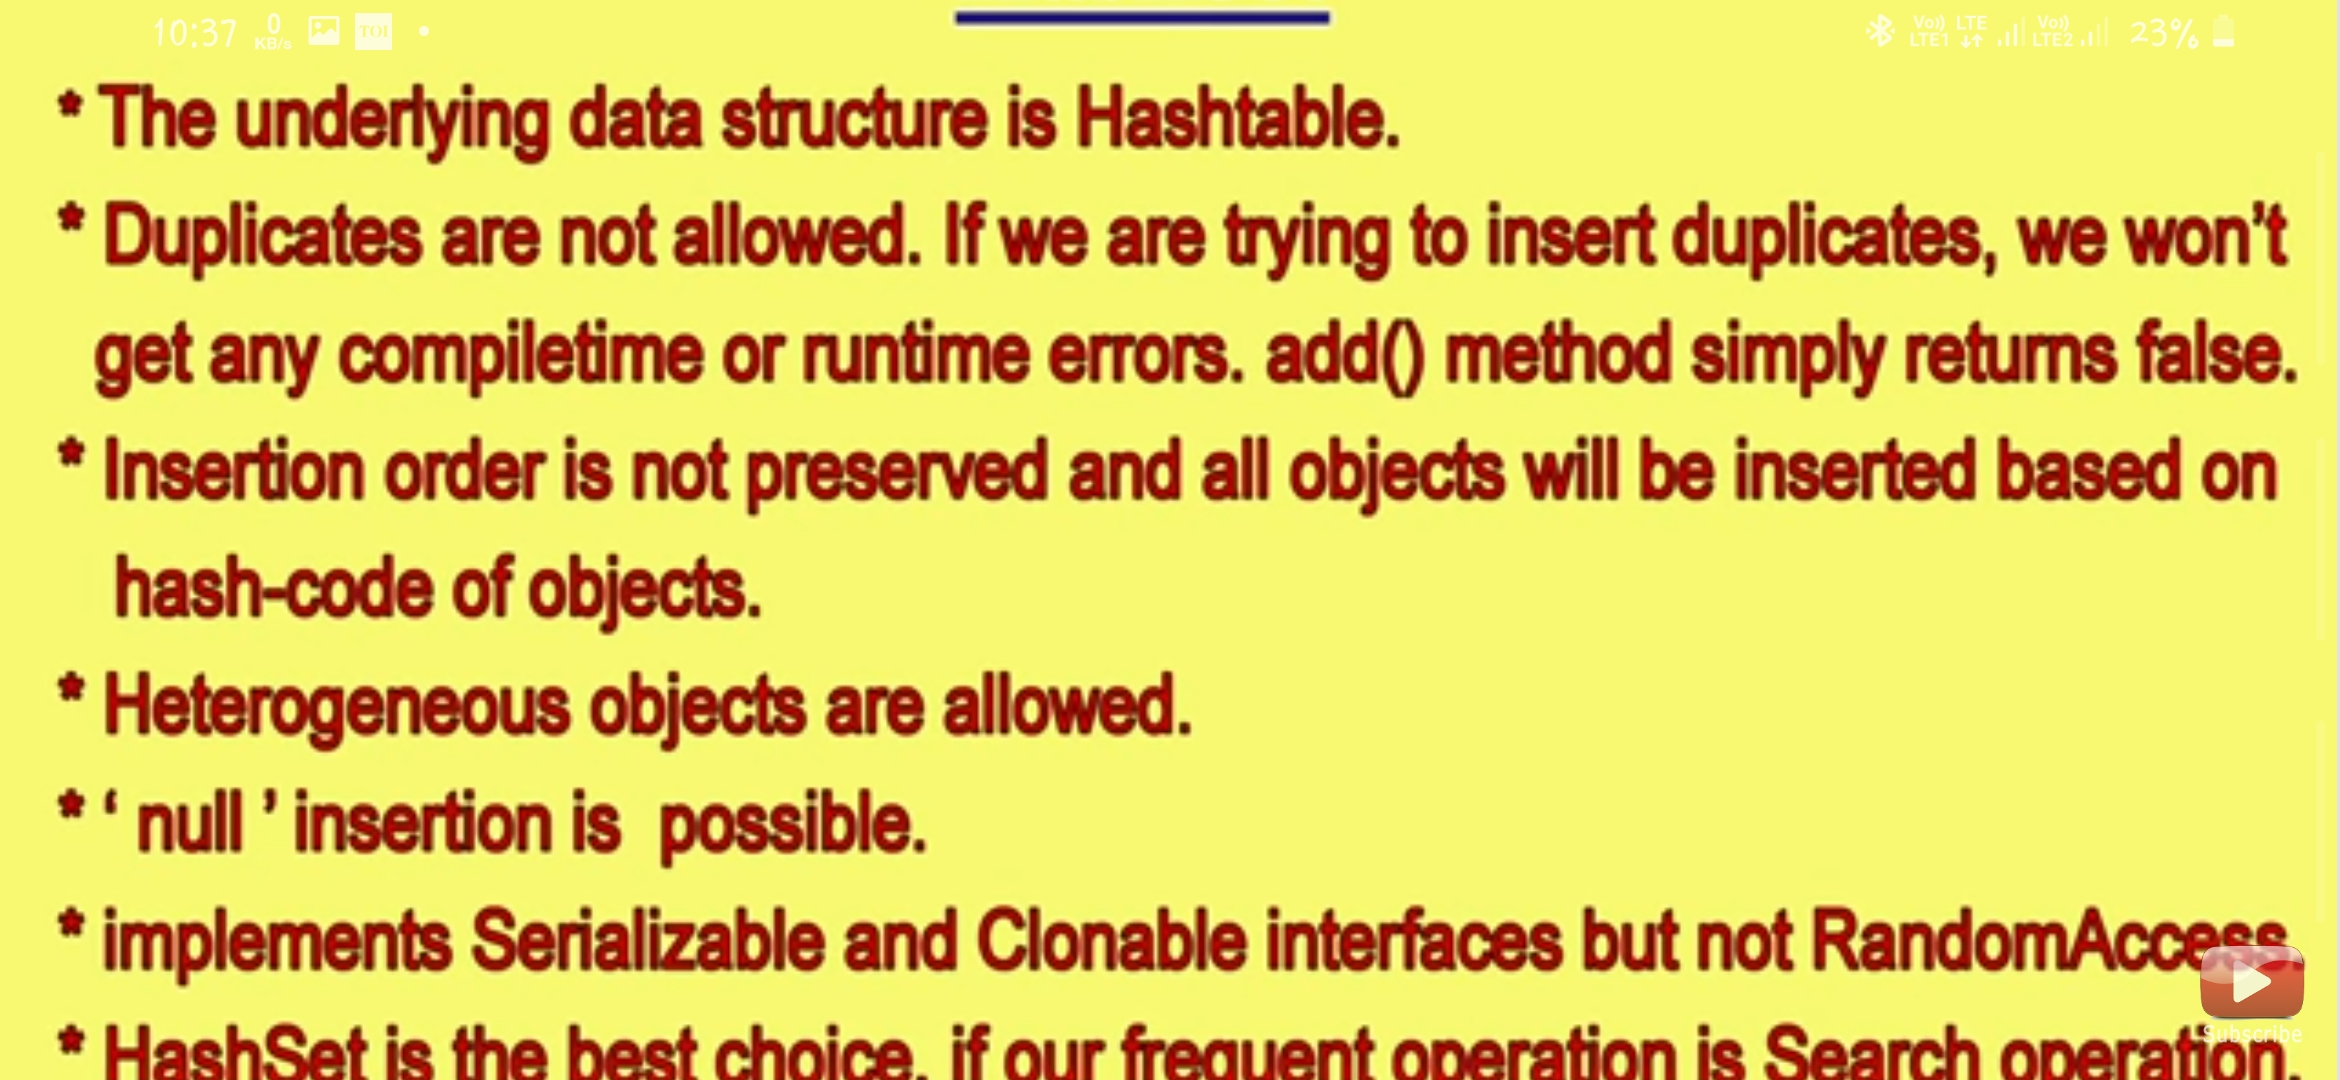 10:37 0 KB/s TOI Vo)) LTE1 LTE Vo)) LTE2 23%
* The underlying data structure is Hashtable.
* Duplicates are not allowed. If we are trying to insert duplicates, we won't
get any compiletime or runtime errors. add() method simply returns false.
* Insertion order is not preserved and all objects will be inserted based on
hash-code of objects.
* Heterogeneous objects are allowed.
* ‘ null ’ insertion is possible.
* implements Serializable and Clonable interfaces but not RandomAccess.
* HashSet is the best choice, if our frequent operation is Search operation.
Subscribe